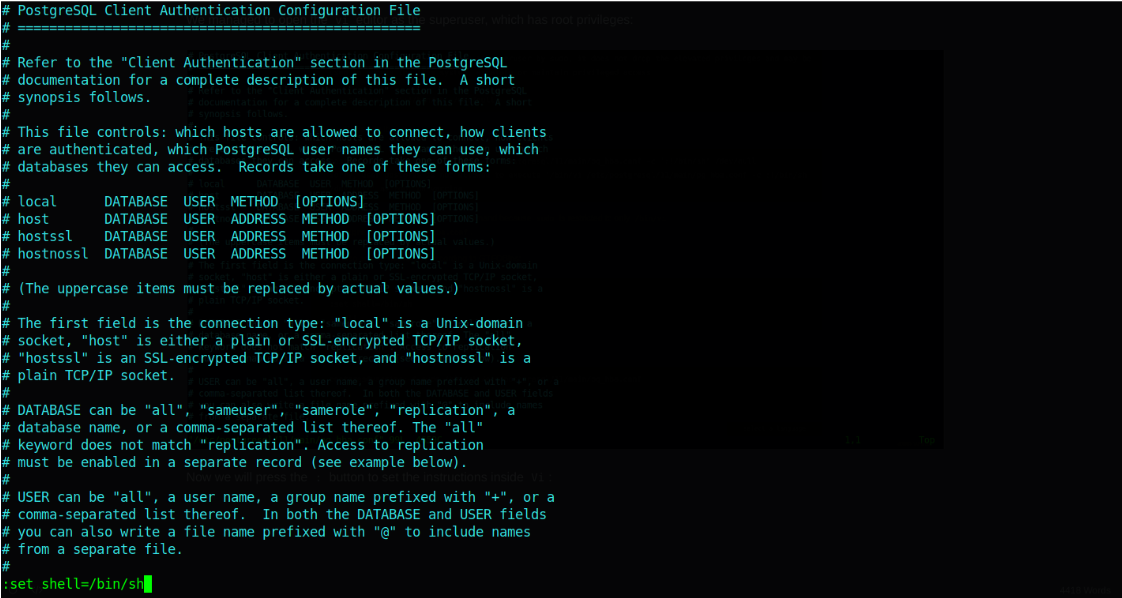 # PostgreSQL Client Authentication Configuration File
# ===================================================
#
# Refer to the "Client Authentication" section in the PostgreSQL
# documentation for a complete description of this file.  A short
# synopsis follows.
#
# This file controls: which hosts are allowed to connect, how clients
# are authenticated, which PostgreSQL user names they can use, which
# databases they can access.  Records take one of these forms:
#
# local      DATABASE  USER  METHOD  [OPTIONS]
# host       DATABASE  USER  ADDRESS  METHOD  [OPTIONS]
# hostssl    DATABASE  USER  ADDRESS  METHOD  [OPTIONS]
# hostnossl  DATABASE  USER  ADDRESS  METHOD  [OPTIONS]
#
# (The uppercase items must be replaced by actual values.)
#
# The first field is the connection type: "local" is a Unix-domain
# socket, "host" is either a plain or SSL-encrypted TCP/IP socket,
# "hostssl" is an SSL-encrypted TCP/IP socket, and "hostnossl" is a
# plain TCP/IP socket.
#
# DATABASE can be "all", "sameuser", "samerole", "replication", a
# database name, or a comma-separated list thereof. The "all"
# keyword does not match "replication". Access to replication
# must be enabled in a separate record (see example below).
#
# USER can be "all", a user name, a group name prefixed with "+", or a
# comma-separated list thereof.  In both the DATABASE and USER fields
# you can also write a file name prefixed with "@" to include names
# from a separate file.
#
:set shell=/bin/sh